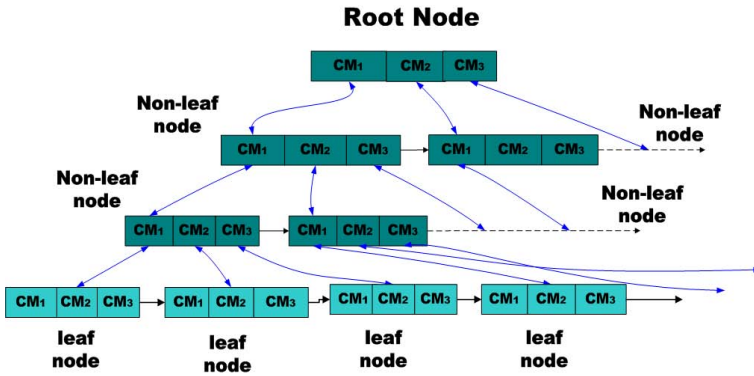 Root Node
CM1 CM2 CM3
Non-leaf
node
Non-leaf
node
CM1 CM2 CM3 CM1 CM2 CM3
Non-leaf
node
Non-leaf
node
CM1 CM2 CM3 CM1 CM2 CM3
CM1 CM2 CM3 CM1 CM2 CM3 CM1 CM2 CM3 CM1 CM2 CM3
leaf
node
leaf
node
leaf
node
leaf
node